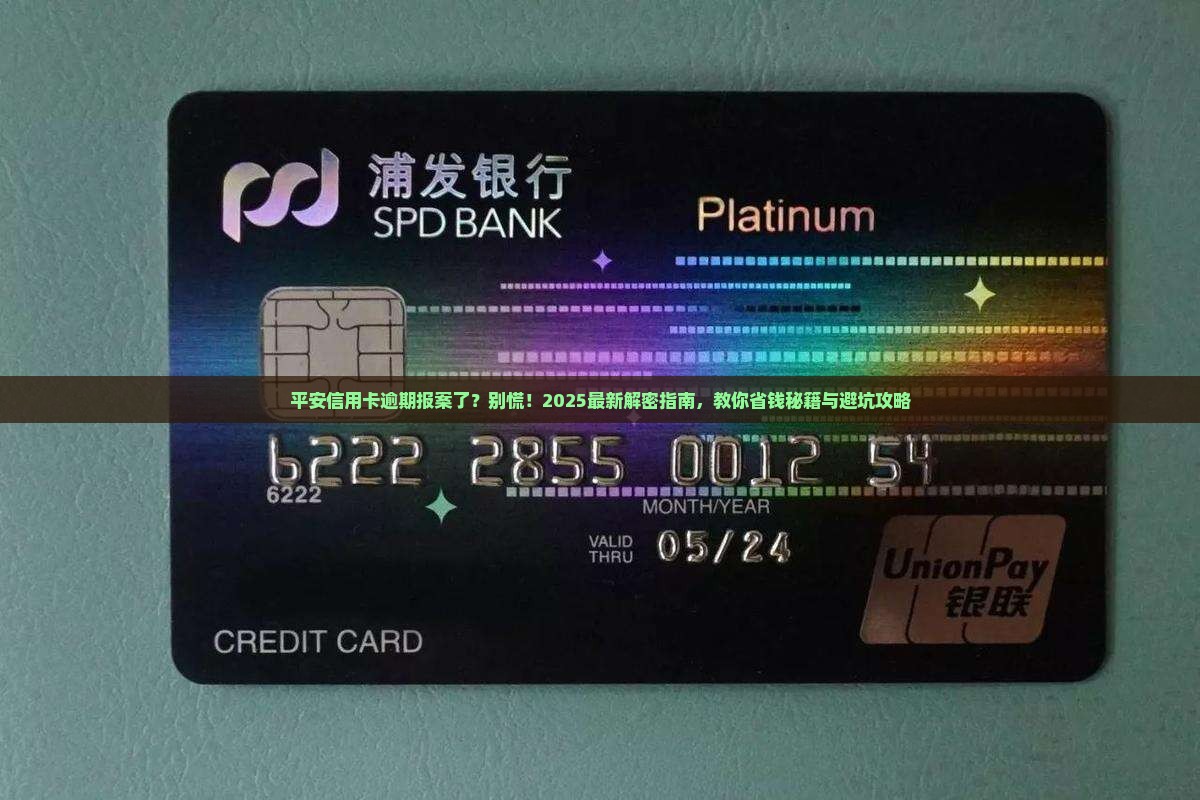 浦发银行
SPD BANK
Platinum
平安信用卡逾期报案了？别慌！2025最新解密指南，教你省钱秘籍与避坑攻略
6222 2855 0012 54
6222
MONTH/YEAR
VALID THRU 05/24
UnionPay
银联
CREDIT CARD